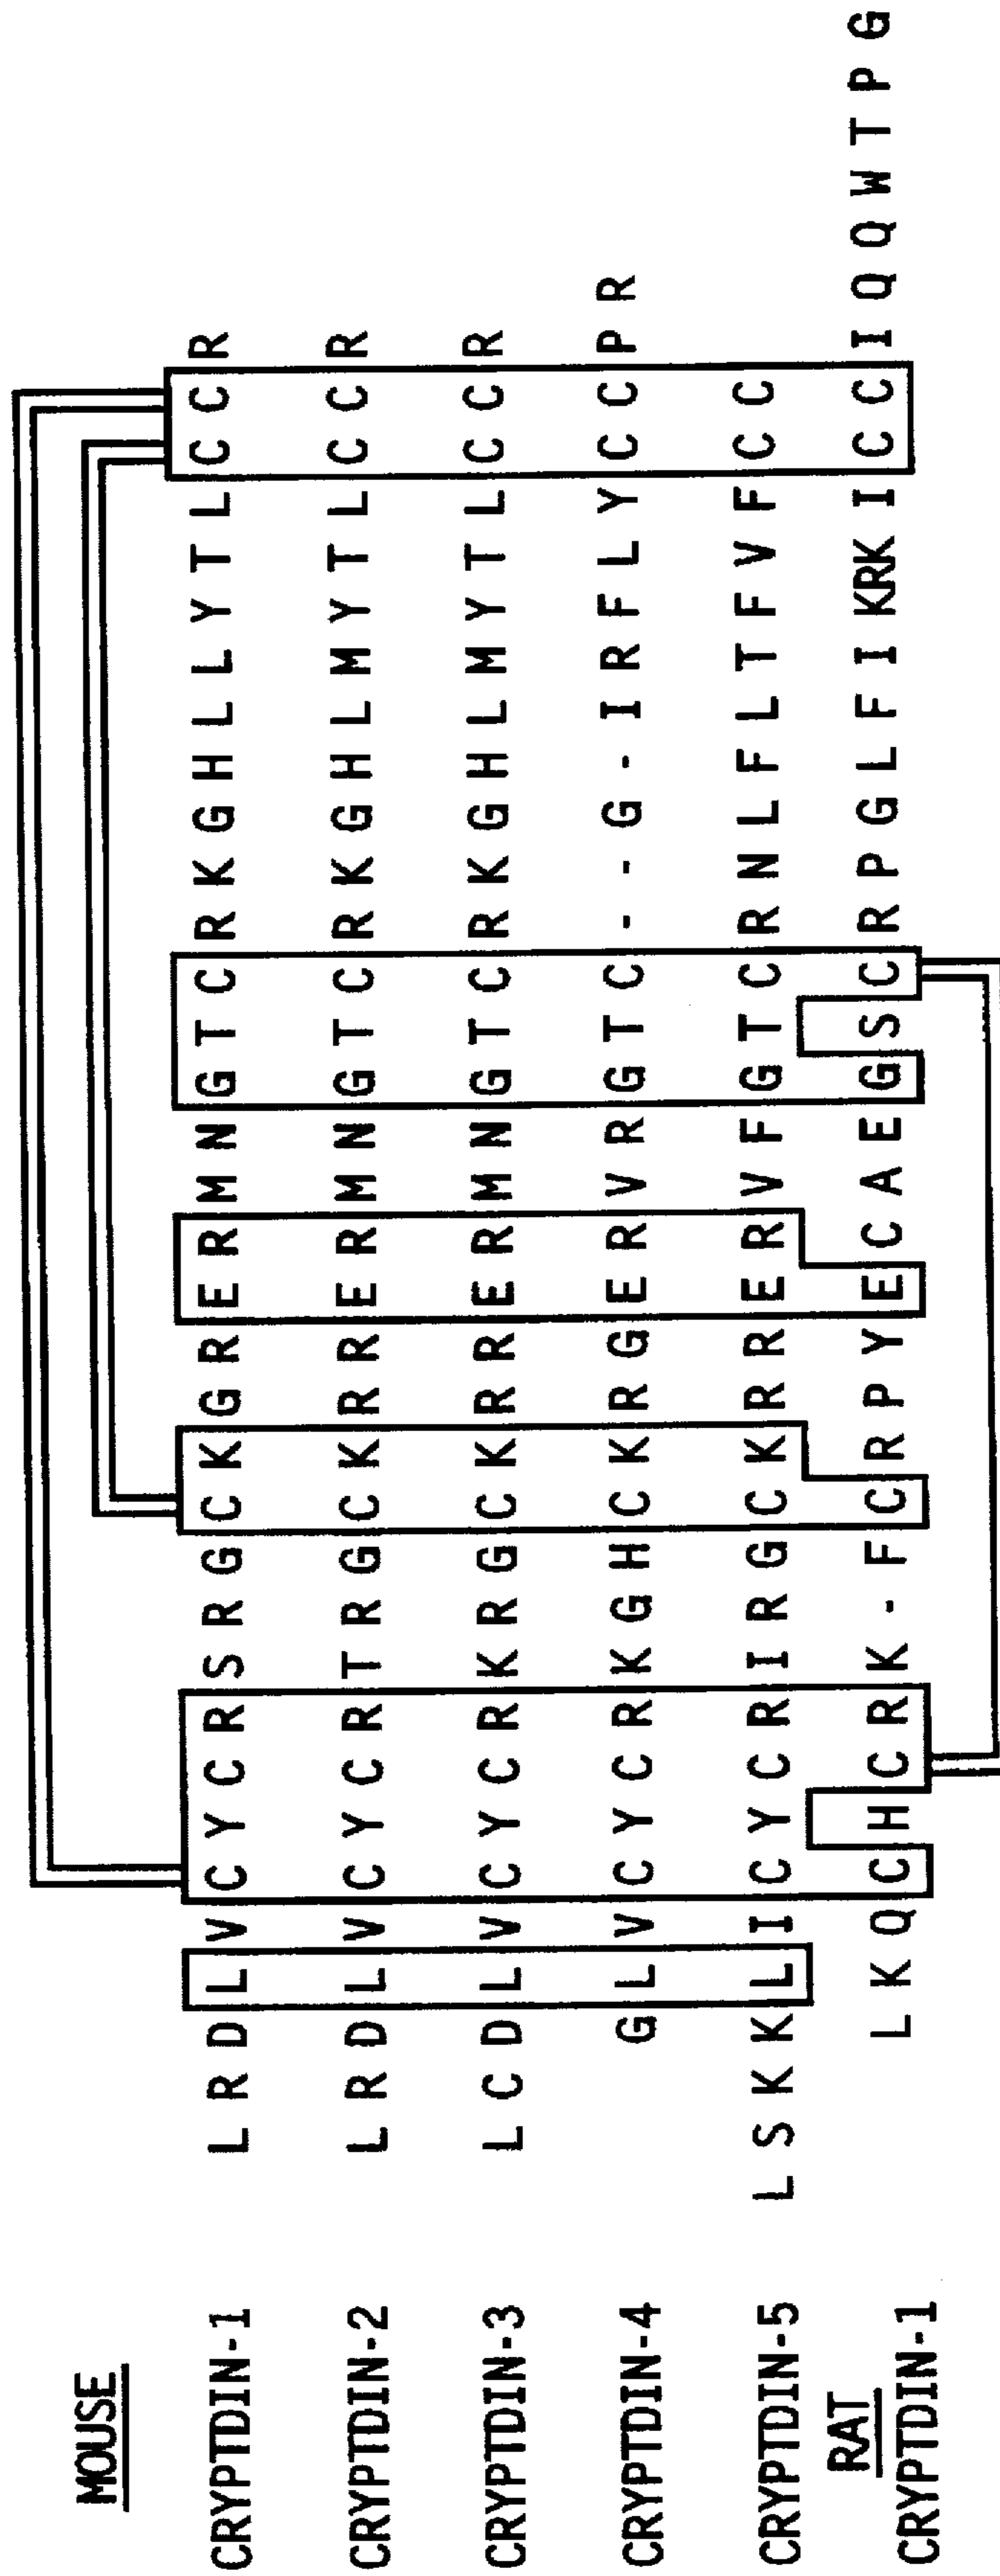 MOUSE
CRYPTDIN-1 L R D L V C Y C R S R G C K G R E R M N G T C R K G H L L Y T L C C R
CRYPTDIN-2 L R D L V C Y C R T R G C K R R E R M N G T C R K G H L M Y T L C C R
CRYPTDIN-3 L C D L V C Y C R K R G C K R R E R M N G T C R K G H L M Y T L C C R
CRYPTDIN-4 G L V C Y C R K G H C K R G E R V R G T C - - G - I R F L Y C C P R
CRYPTDIN-5 L S K K L I C Y C R I R G C K R R E R V F G T C R N L F L T F V F C C
RAT
CRYPTDIN-1 L K Q C H C R K - F C R P Y E C A E G S C R P G L F I KRK I C C I Q Q W T P G